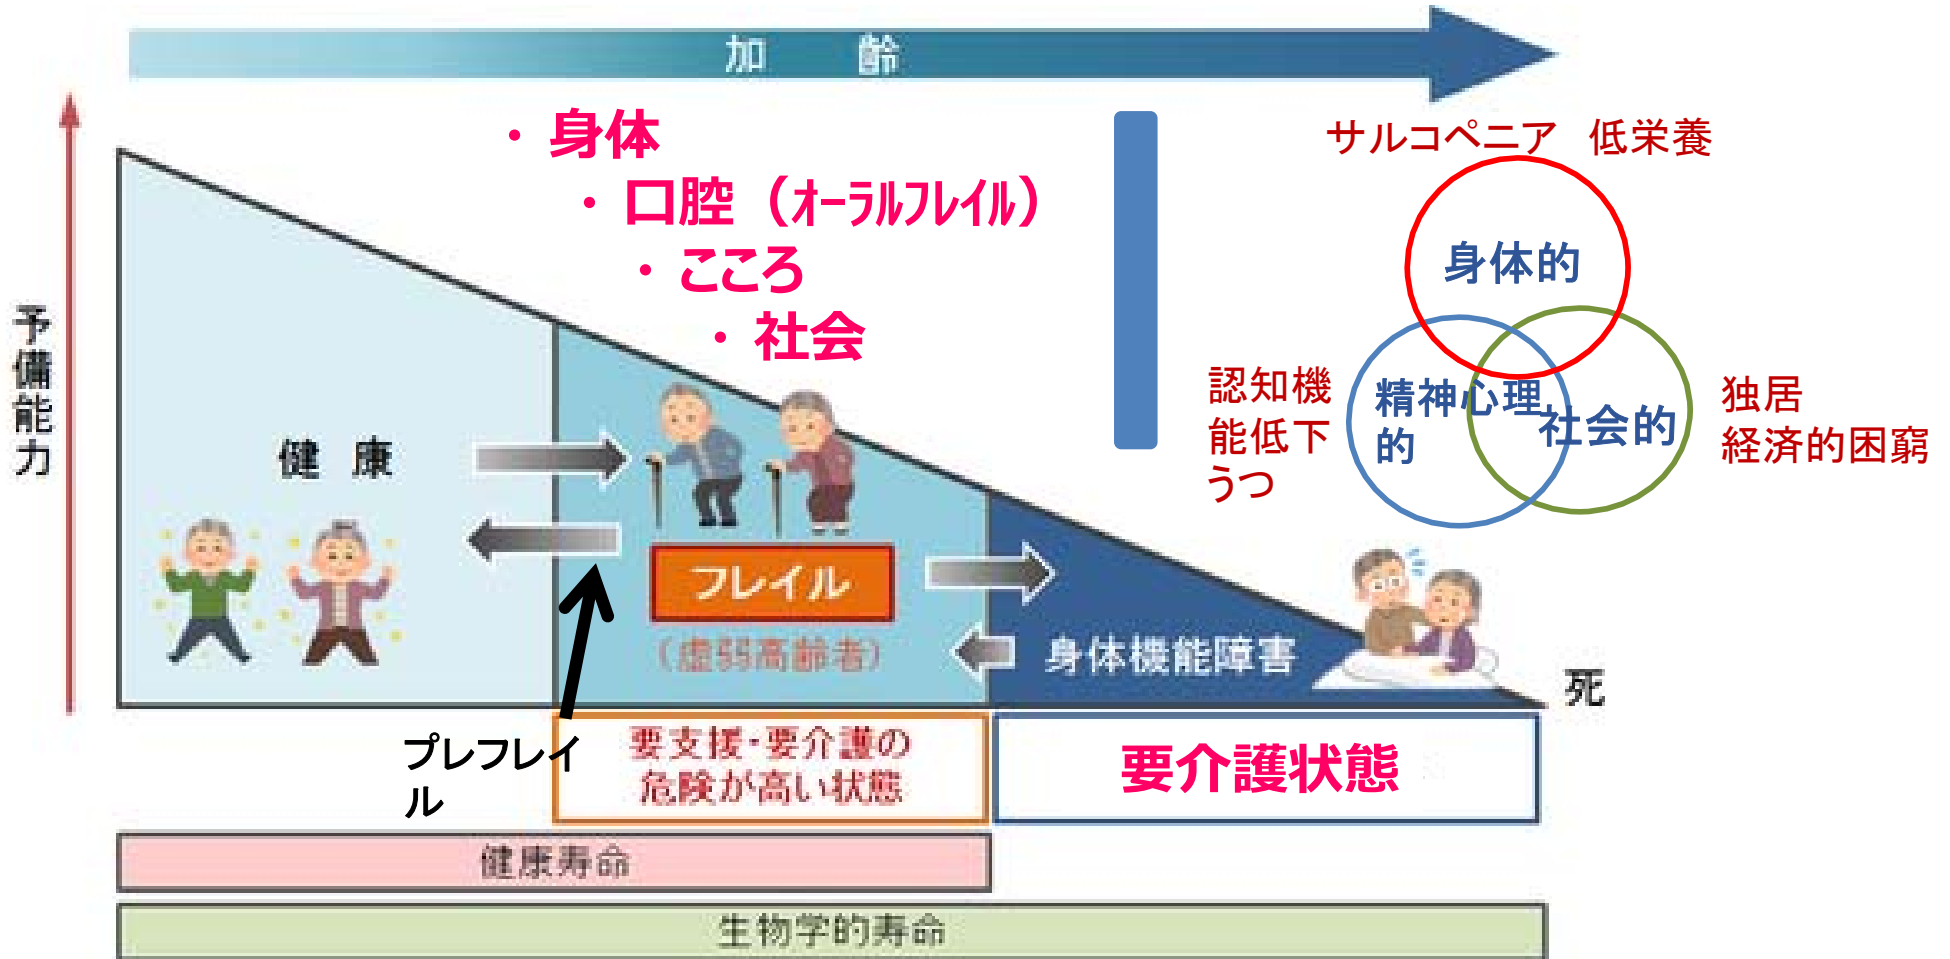 加 齢
・身体
・口腔（ｵｰﾗﾙﾌﾚｲﾙ）
・こころ
・社会
サルコペニア 低栄養
身体的
精神心理
的
社会的
認知機
能低下
うつ
独居
経済的困窮
予備能力
健 康
フレイル
（虚弱高齢者）
身体機能障害
死
プレフレイ
ル
要支援・要介護の
危険が高い状態
要介護状態
健康寿命
生物学的寿命